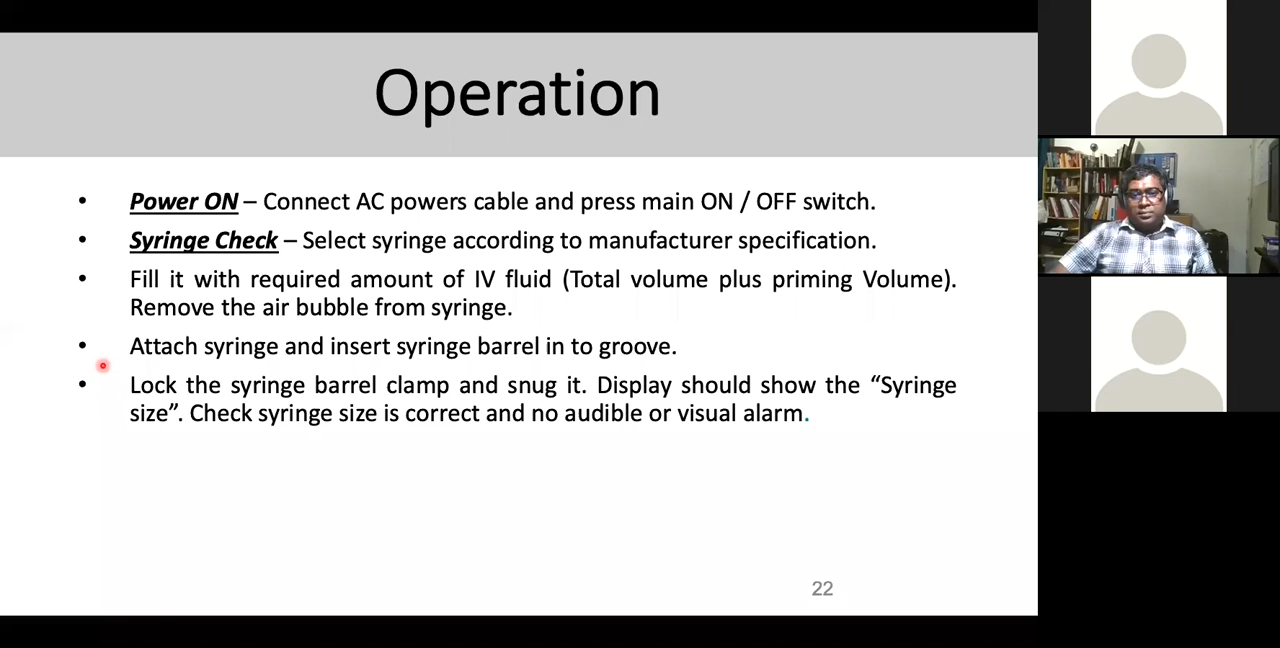 Operation
• Power ON – Connect AC powers cable and press main ON / OFF switch.
• Syringe Check – Select syringe according to manufacturer specification.
• Fill it with required amount of IV fluid (Total volume plus priming Volume).
Remove the air bubble from syringe.
• Attach syringe and insert syringe barrel in to groove.
• Lock the syringe barrel clamp and snug it. Display should show the “Syringe
size”. Check syringe size is correct and no audible or visual alarm.
22